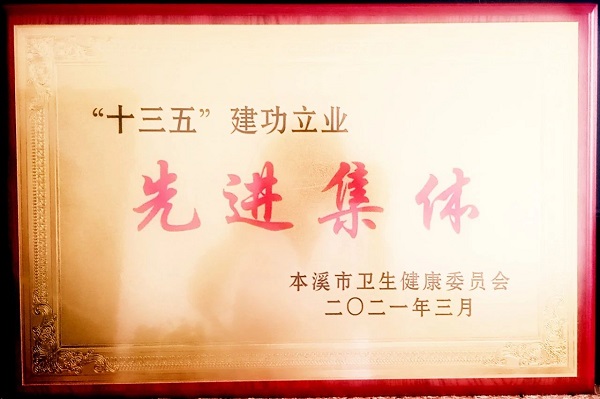 “十三五”建功立业
先进集体
本溪市卫生健康委员会
二〇二一年三月